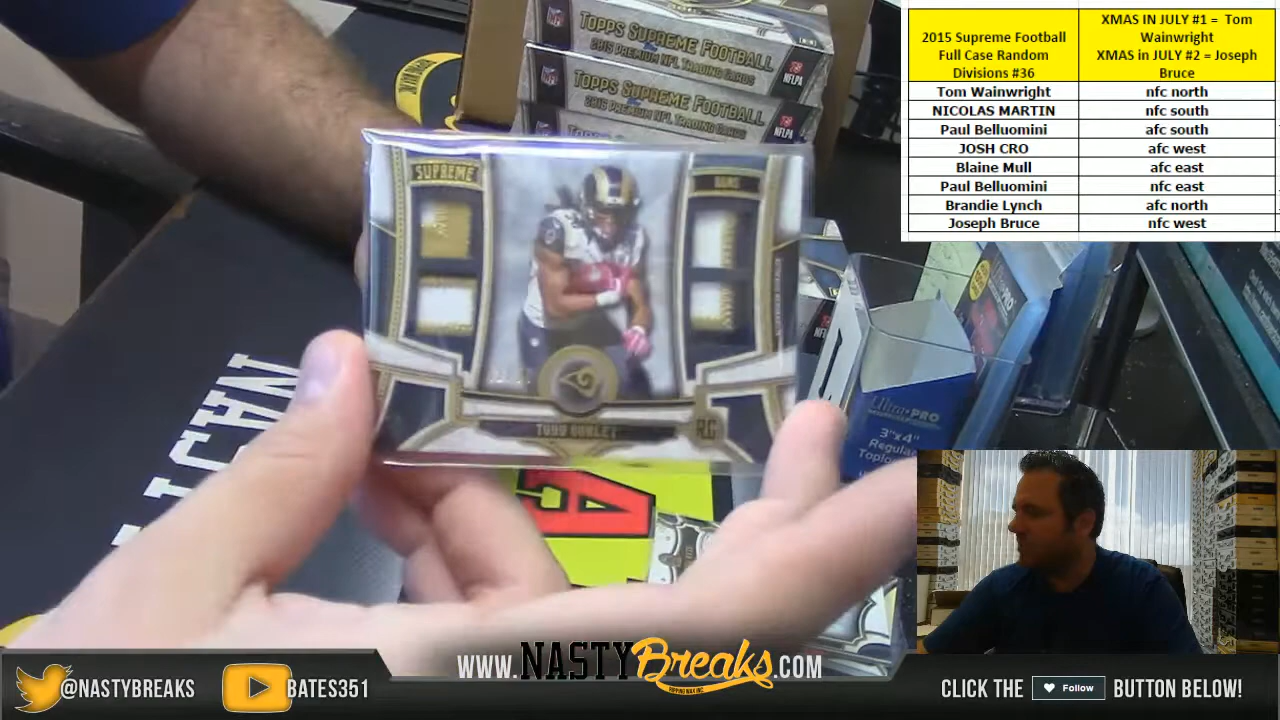 2015 Supreme Football
Full Case Random
Divisions #36
XMAS IN JULY #1 = Tom
Wainwright
XMAS in JULY #2 = Joseph
Bruce
Tom Wainwright nfc north
NICOLAS MARTIN nfc south
Paul Belluomini afc south
JOSH CRO afc west
Blaine Mull afc east
Paul Belluomini nfc east
Brandie Lynch afc north
Joseph Bruce nfc west
TOPPS SUPREME FOOTBALL
2015 PREMIUM NFL TRADING CARDS
NFLPA
TOPPS SUPREME FOOTBALL
2015 PREMIUM NFL TRADING CARDS
NFLPA
SUPREME
RAMS
TODD GURLEY
RC
Ultra·PRO
3"x4"
NASTY
@NASTYBREAKS
BATES351
WWW.NASTYBreaks.COM
CLICK THE Follow BUTTON BELOW!